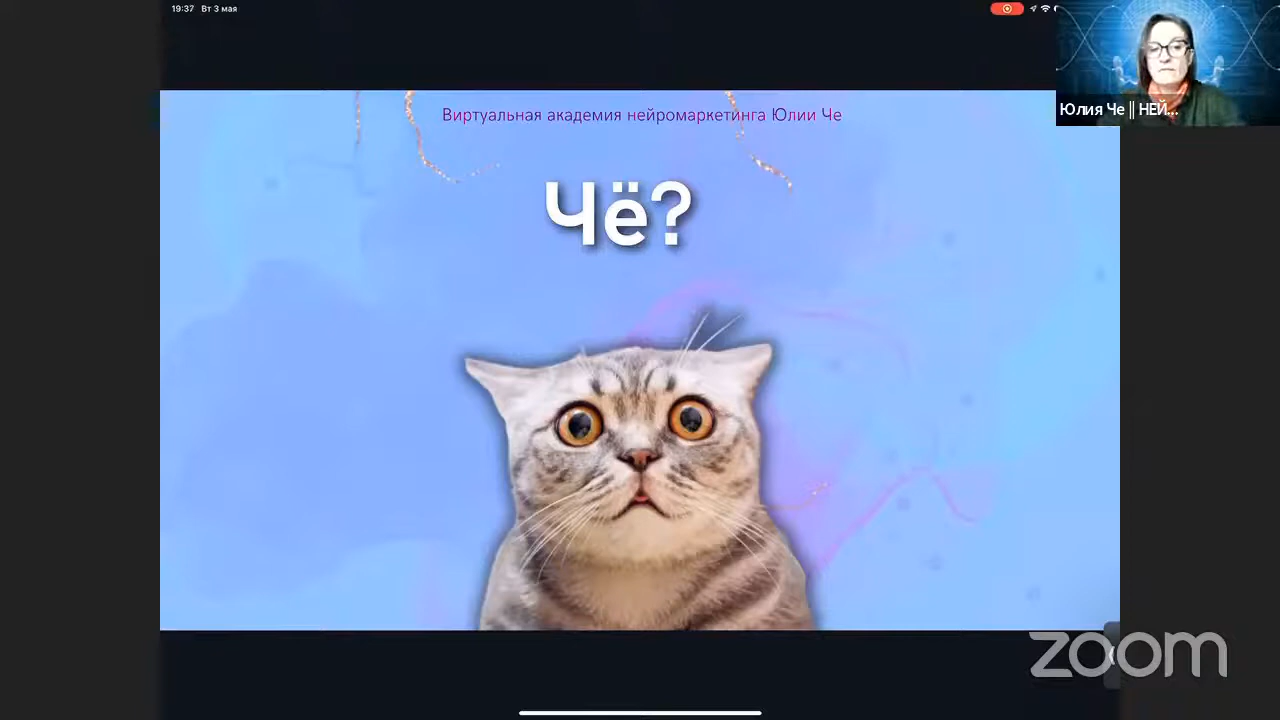 19:37 Вт 3 мая
Юлия Че || НЕЙ...
Виртуальная академия нейромаркетинга Юлии Че
Чё?
zoom